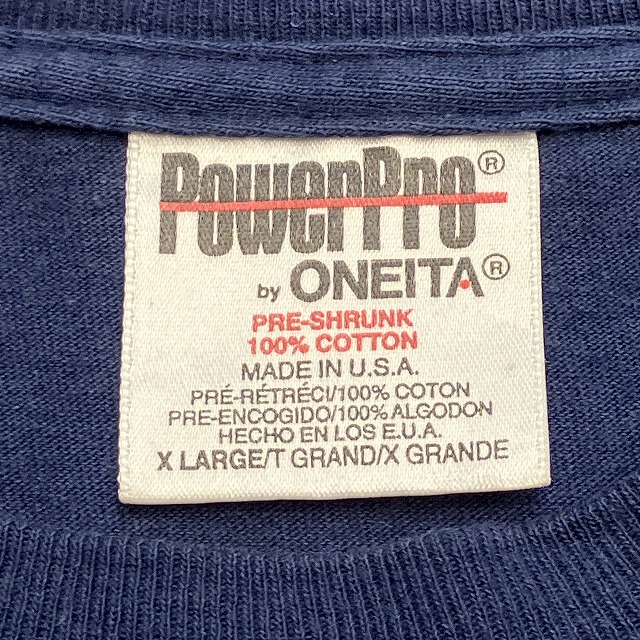 PowerPro®
by ONEITA®
PRE-SHRUNK
100% COTTON
MADE IN U.S.A.
PRÉ-RÉTRÉCI/100% COTON
PRE-ENCOGIDO/100% ALGODON
HECHO EN LOS E.U.A.
X LARGE/T GRAND/X GRANDE